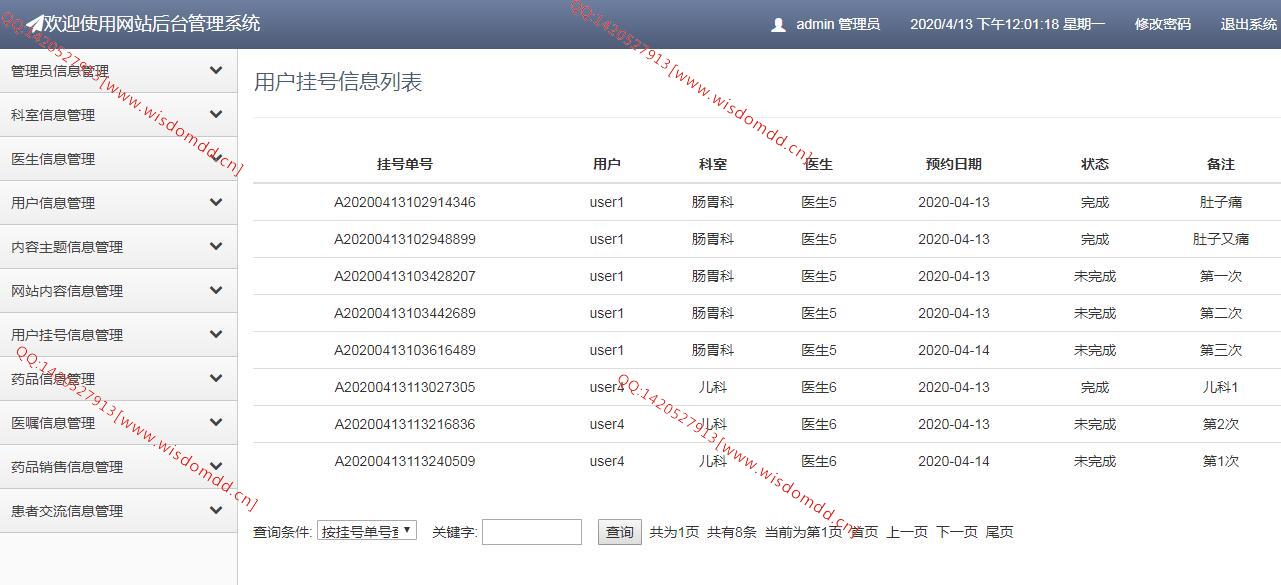 欢迎使用网站后台管理系统 admin 管理员 2020/4/13 下午12:01:18 星期一 修改密码 退出系统
管理员信息管理
科室信息管理
医生信息管理
用户信息管理
内容主题信息管理
网站内容信息管理
用户挂号信息管理
药品信息管理
医嘱信息管理
药品销售信息管理
患者交流信息管理
用户挂号信息列表
挂号单号 用户 科室 医生 预约日期 状态 备注
A20200413102914346 user1 肠胃科 医生5 2020-04-13 完成 肚子痛
A20200413102948899 user1 肠胃科 医生5 2020-04-13 完成 肚子又痛
A20200413103428207 user1 肠胃科 医生5 2020-04-13 未完成 第一次
A20200413103442689 user1 肠胃科 医生5 2020-04-13 未完成 第二次
A20200413103616489 user1 肠胃科 医生5 2020-04-14 未完成 第三次
A20200413113027305 user4 儿科 医生6 2020-04-13 完成 儿科1
A20200413113216836 user4 儿科 医生6 2020-04-13 未完成 第2次
A20200413113240509 user4 儿科 医生6 2020-04-14 未完成 第1次
查询条件: 按挂号单号查 关键字: 查询 共为1页 共有8条 当前为第1页 首页 上一页 下一页 尾页
QQ:1420527913[www.wisdomdd.cn]
QQ:1420527913[www.wisdomdd.cn]
QQ:1420527913[www.wisdomdd.cn]
QQ:1420527913[www.wisdomdd.cn]